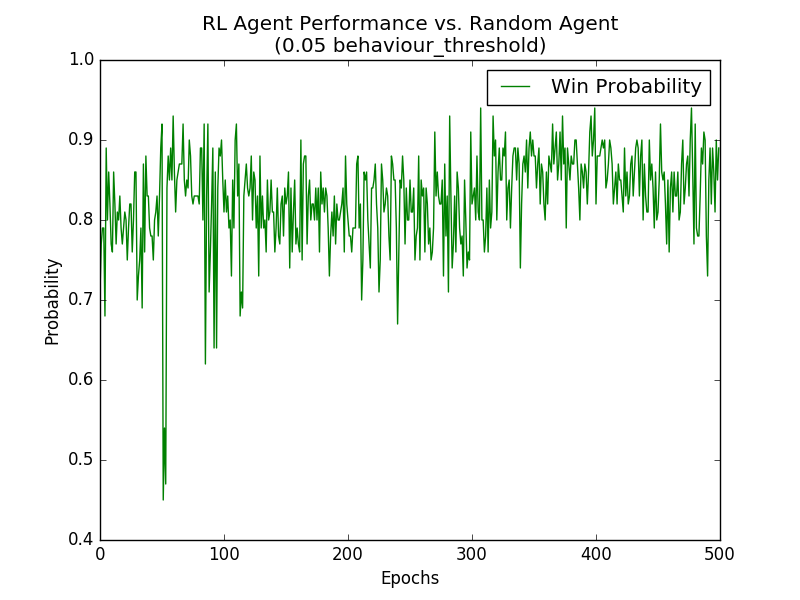 RL Agent Performance vs. Random Agent
(0.05 behaviour_threshold)
1.0
Win Probability
0.9
0.8
0.7
0.6
0.5
0.4
Probability
0 100 200 300 400 500
Epochs